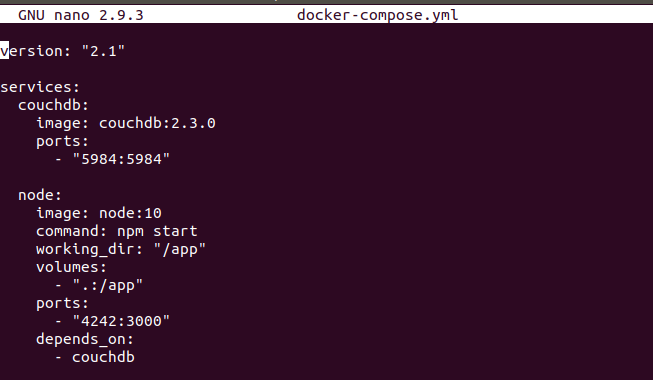 GNU nano 2.9.3 docker-compose.yml
version: "2.1"
services:
  couchdb:
    image: couchdb:2.3.0
    ports:
      - "5984:5984"
  node:
    image: node:10
    command: npm start
    working_dir: "/app"
    volumes:
      - ".:/app"
    ports:
      - "4242:3000"
    depends_on:
      - couchdb